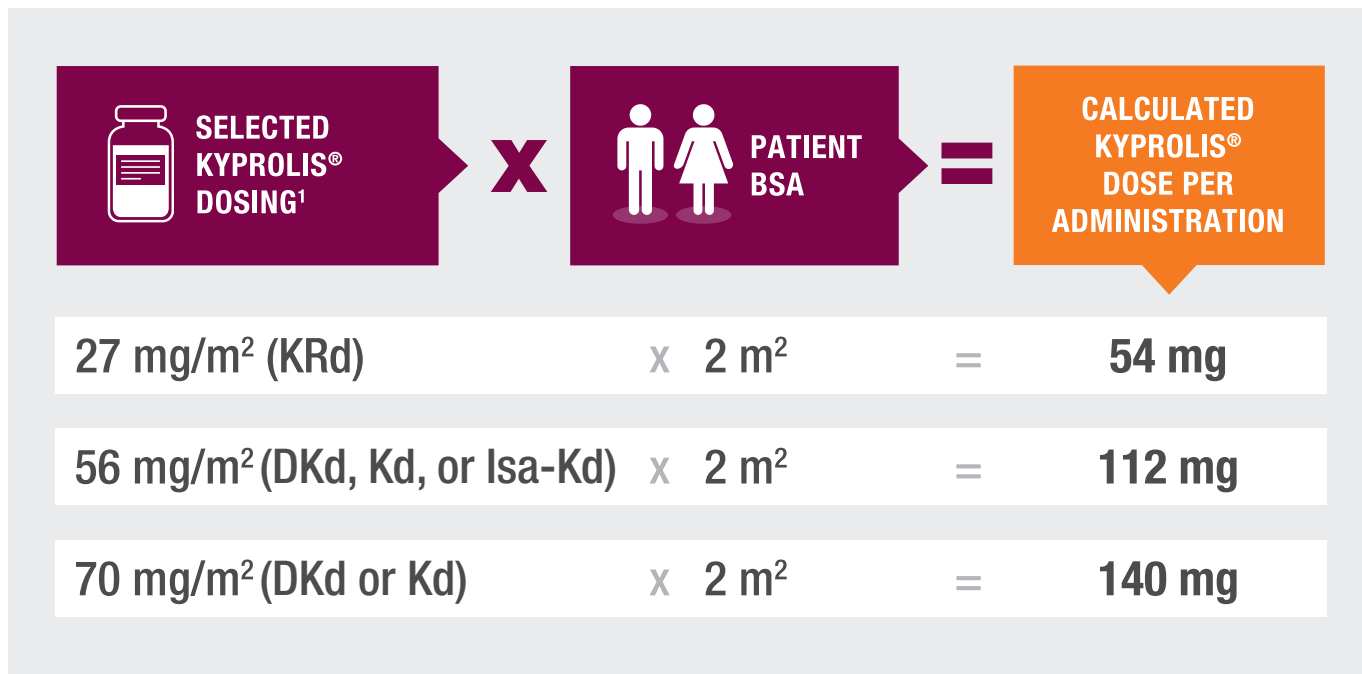 SELECTED
KYPROLIS®
DOSING¹
x
PATIENT
BSA
=
CALCULATED
KYPROLIS®
DOSE PER
ADMINISTRATION
27 mg/m² (KRd) x 2 m² = 54 mg
56 mg/m² (DKd, Kd, or Isa-Kd) x 2 m² = 112 mg
70 mg/m² (DKd or Kd) x 2 m² = 140 mg